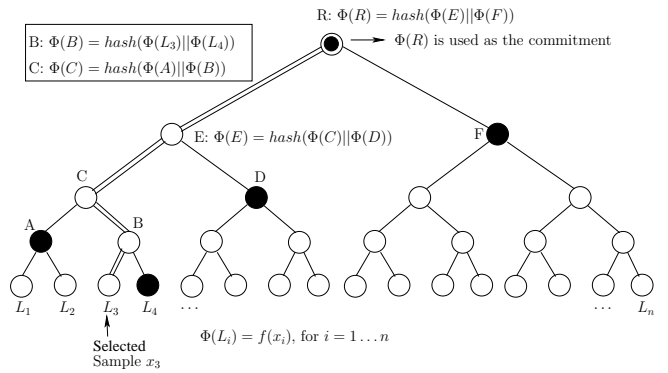 R: Φ(R) = hash(Φ(E)||Φ(F))
B: Φ(B) = hash(Φ(L₃)||Φ(L₄))
Φ(R) is used as the commitment
C: Φ(C) = hash(Φ(A)||Φ(B))
E: Φ(E) = hash(Φ(C)||Φ(D))
F
C
D
A
B
L₁ L₂ L₃ L₄ ... ... Lₙ
Φ(Lᵢ) = f(xᵢ), for i = 1...n
Selected
Sample x₃